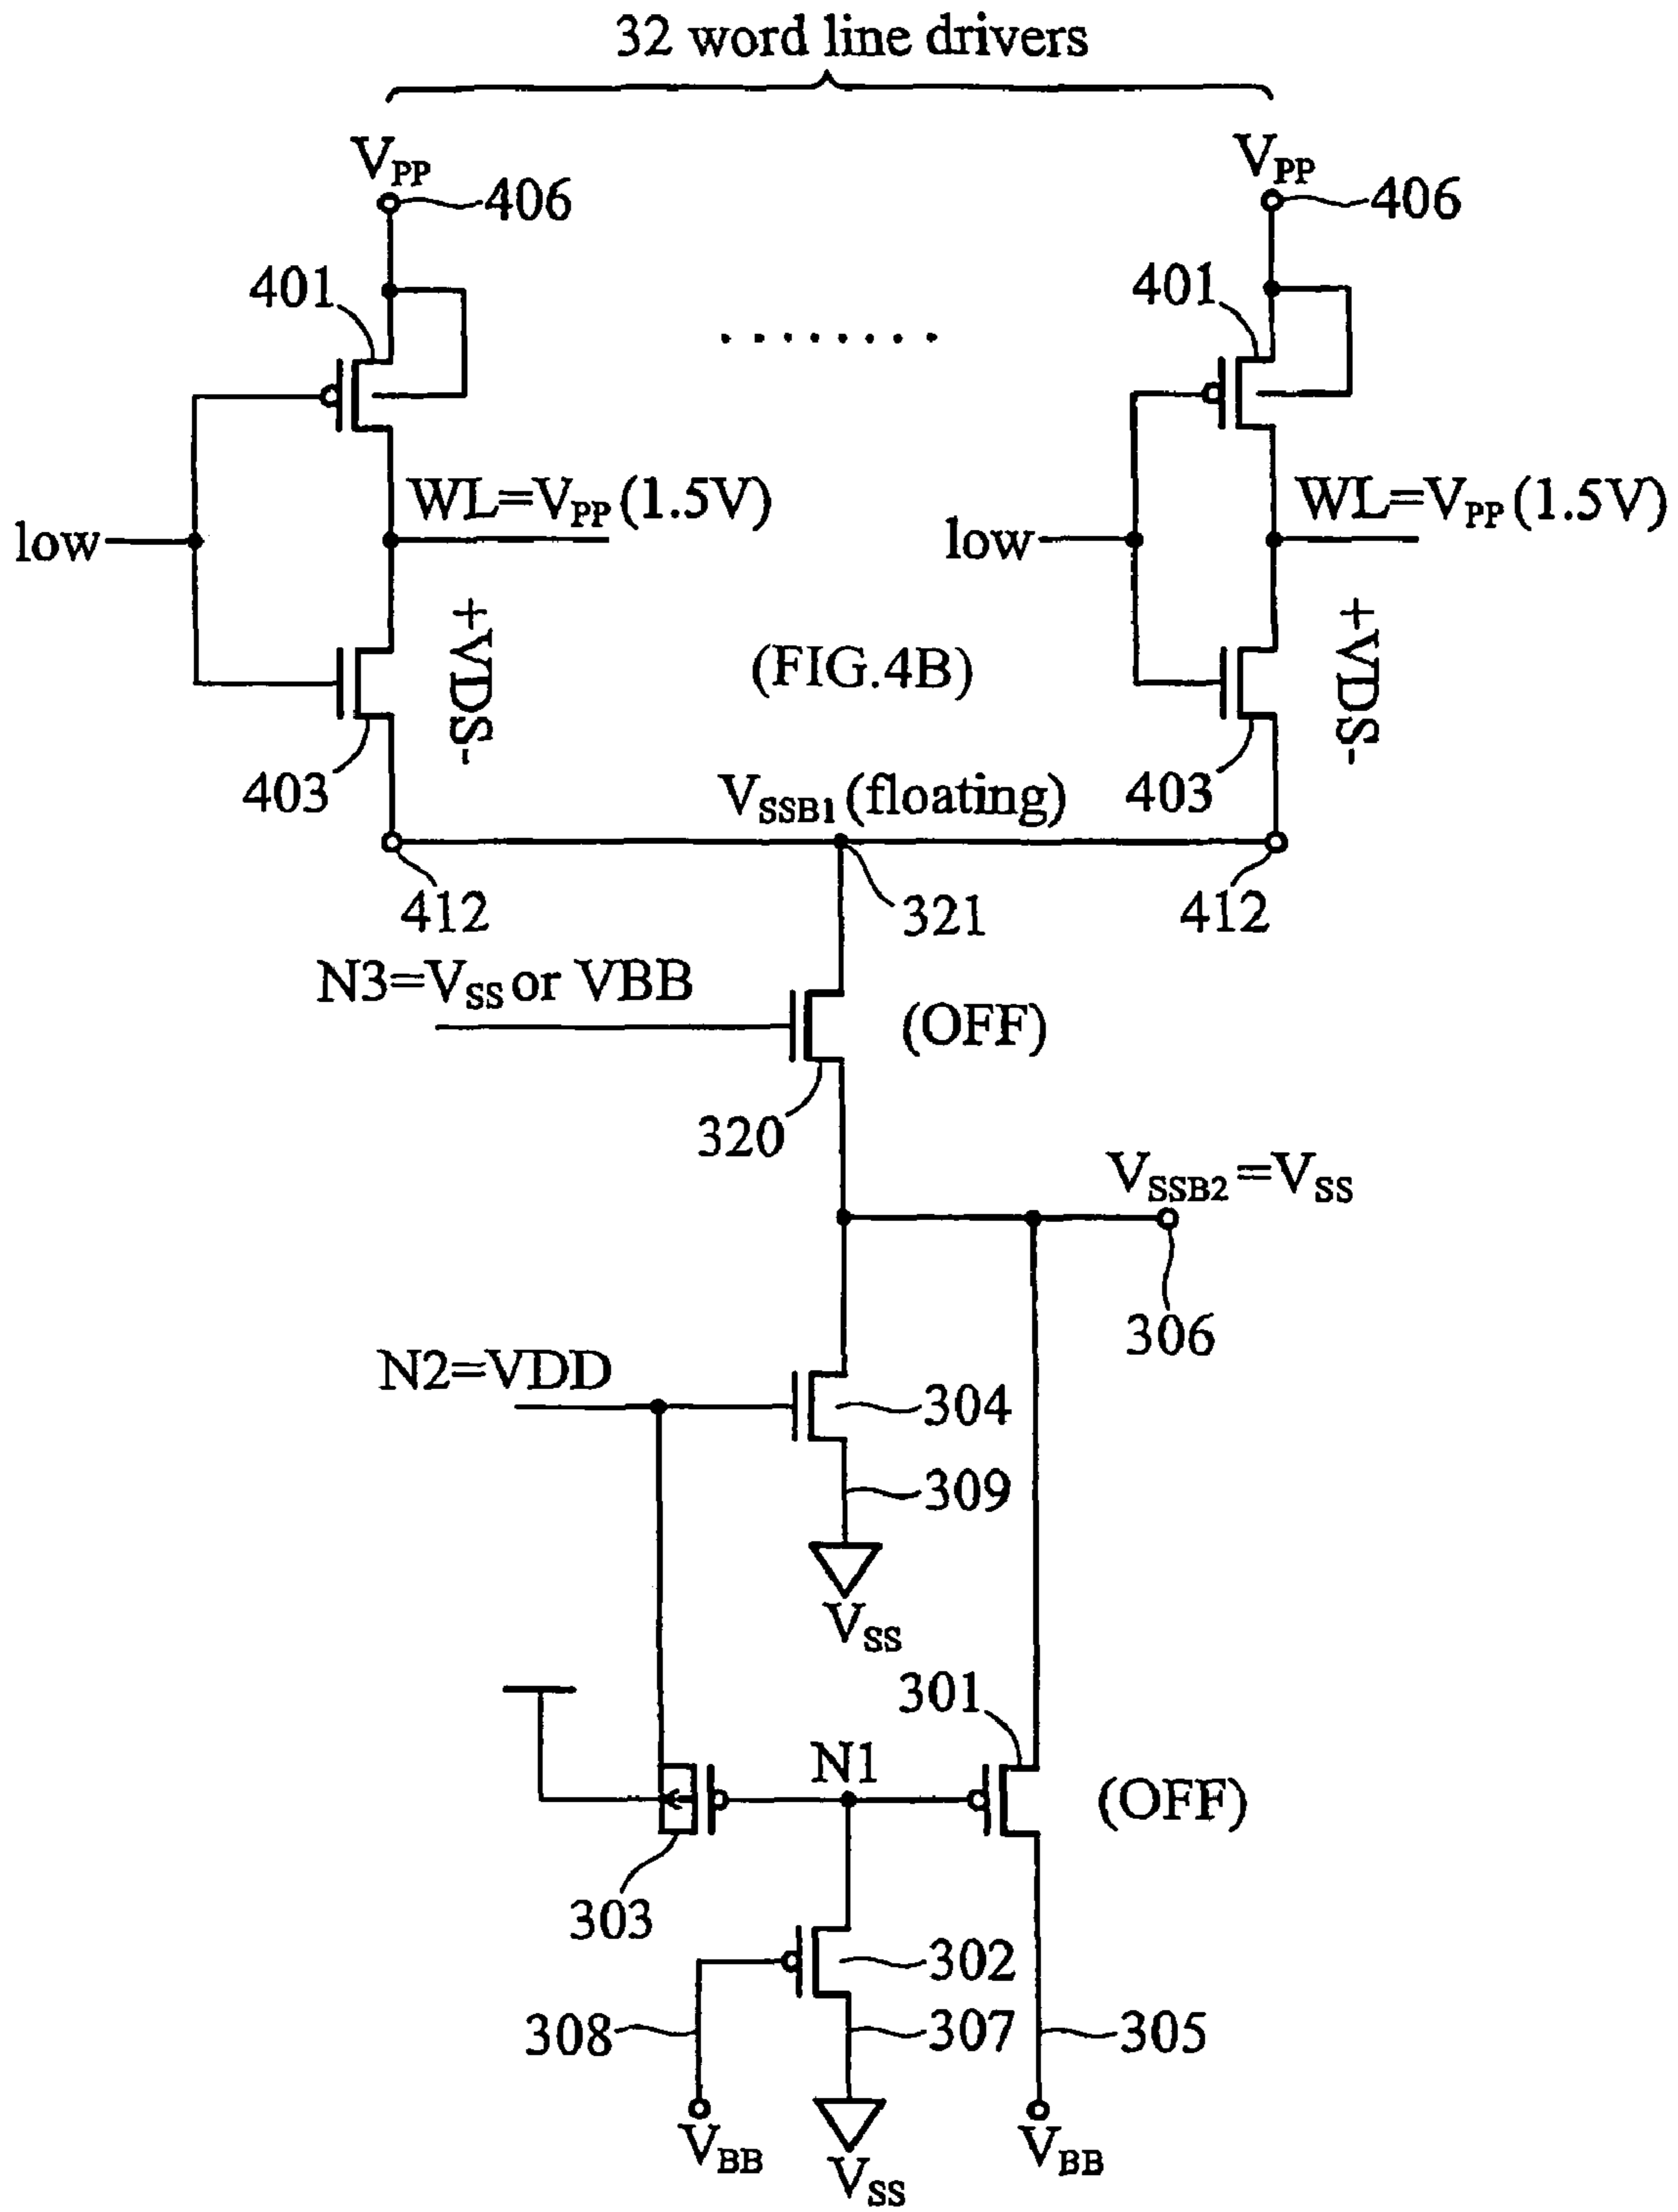 32 word line drivers
VPP
VPP
406
406
401
401
........
WL=VPP (1.5V)
WL=VPP (1.5V)
low
low
+VDS-
+VDS-
(FIG.4B)
403
403
VSSB1 (floating)
412
321
412
N3=VSS or VBB
(OFF)
320
VSSB2=VSS
306
N2=VDD
304
309
VSS
301
N1
(OFF)
303
302
308
307
305
VBB
VSS
VBB